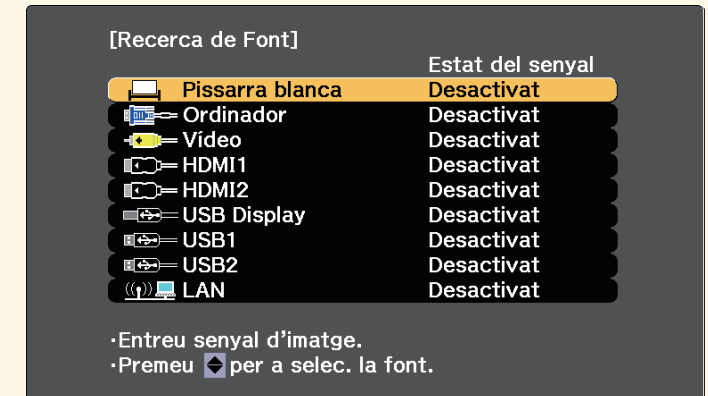 [Recerca de Font]
Estat del senyal
Pissarra blanca Desactivat
Ordinador Desactivat
Vídeo Desactivat
HDMI1 Desactivat
HDMI2 Desactivat
USB Display Desactivat
USB1 Desactivat
USB2 Desactivat
LAN Desactivat
·Entreu senyal d’imatge.
·Premeu per a selec. la font.